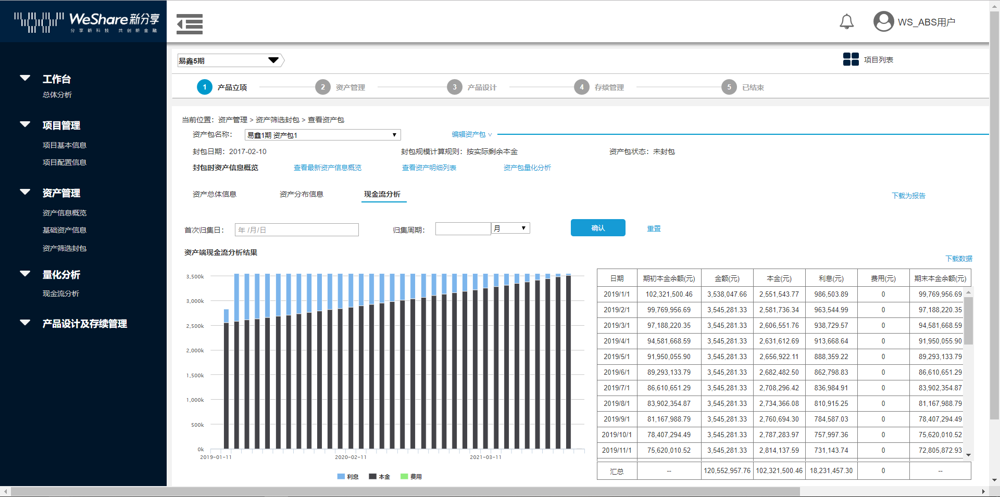 WeShare新分享
分享新科技 共创新金融
WS_ABS用户
工作台
总体分析
项目管理
项目基本信息
项目配置信息
资产管理
资产信息概览
基础资产信息
资产筛选封包
量化分析
现金流分析
产品设计及存续管理
易鑫5期
项目列表
1 产品立项 2 资产管理 3 产品设计 4 存续管理 5 已结束
当前位置：资产管理 > 资产筛选封包 > 查看资产包
资产包名称： 易鑫1期 资产包1 编辑资产包
封包日期：2017-02-10 封包规模计算规则：按实际剩余本金 资产包状态：未封包
封包时资产信息概览 查看最新资产信息概览 查看资产明细列表 资产包量化分析
资产总体信息 资产分布信息 现金流分析 下载为报告
首次归集日： 年 /月/日 归集周期： 月 确认 重置
资产端现金流分析结果
下载数据
3,500k
3,000k
2,500k
2,000k
1,500k
1,000k
500k
0k
2019-01-11 2020-02-11 2021-03-11
利息 本金 费用
日期 期初本金余额(元) 金额(元) 本金(元) 利息(元) 费用(元) 期末本金余额(元)
2019/1/1 102,321,500.46 3,538,047.66 2,551,543.77 986,503.89 0 99,769,956.69
2019/2/1 99,769,956.69 3,545,281.33 2,581,736.34 963,544.99 0 97,188,220.35
2019/3/1 97,188,220.35 3,545,281.33 2,606,551.76 938,729.57 0 94,581,668.59
2019/4/1 94,581,668.59 3,545,281.33 2,631,612.69 913,668.64 0 91,950,055.90
2019/5/1 91,950,055.90 3,545,281.33 2,656,922.11 888,359.22 0 89,293,133.79
2019/6/1 89,293,133.79 3,545,281.33 2,682,482.50 862,798.83 0 86,610,651.29
2019/7/1 86,610,651.29 3,545,281.33 2,708,296.42 836,984.91 0 83,902,354.87
2019/8/1 83,902,354.87 3,545,281.33 2,734,366.08 810,915.25 0 81,167,988.79
2019/9/1 81,167,988.79 3,545,281.33 2,760,694.30 784,587.03 0 78,407,294.49
2019/10/1 78,407,294.49 3,545,281.33 2,787,283.97 757,997.36 0 75,620,010.52
2019/11/1 75,620,010.52 3,545,281.33 2,814,137.59 731,143.74 0 72,805,872.93
汇总 -- 120,552,957.76 102,321,500.46 18,231,457.30 0 --